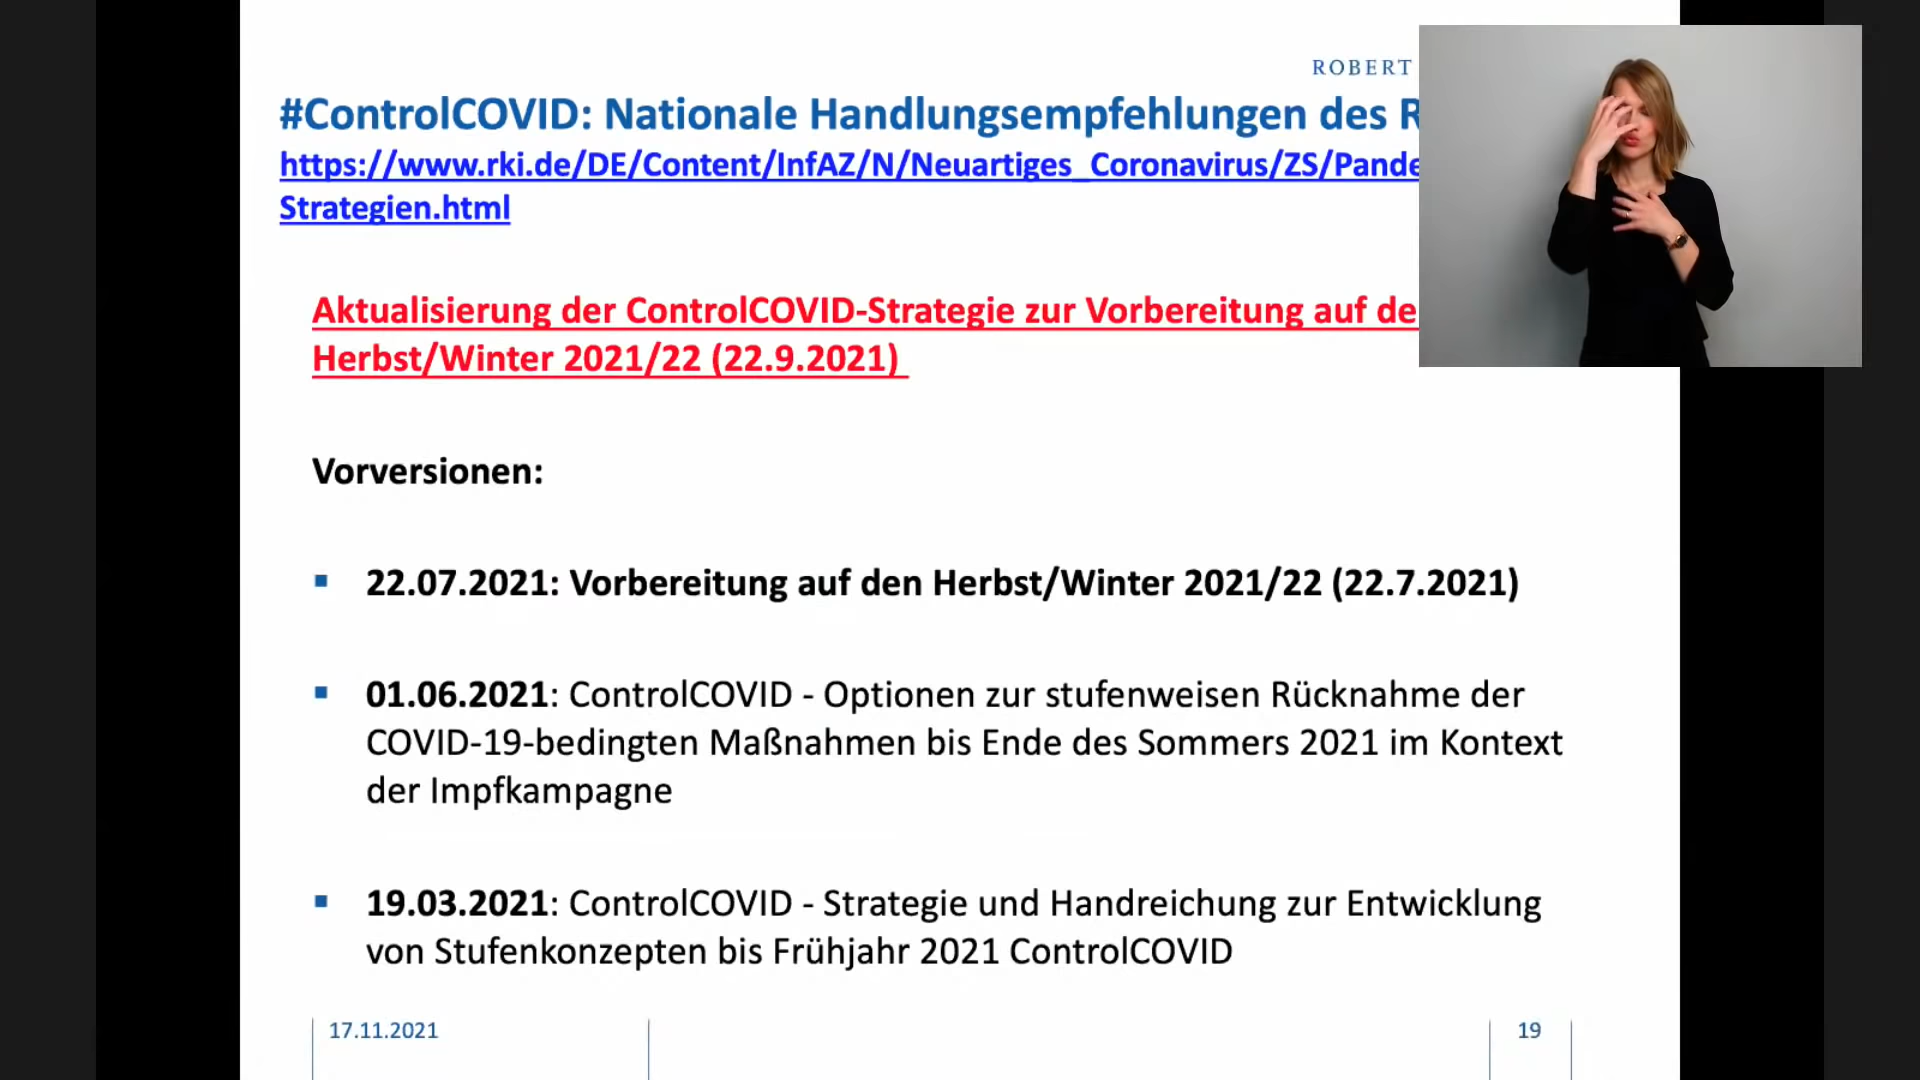 ROBERT
#ControlCOVID: Nationale Handlungsempfehlungen des
https://www.rki.de/DE/Content/InfAZ/N/Neuartiges_Coronavirus/ZS/Pande
Strategien.html
Aktualisierung der ControlCOVID-Strategie zur Vorbereitung auf de
Herbst/Winter 2021/22 (22.9.2021)
Vorversionen:
▪ 22.07.2021: Vorbereitung auf den Herbst/Winter 2021/22 (22.7.2021)
▪ 01.06.2021: ControlCOVID - Optionen zur stufenweisen Rücknahme der
COVID-19-bedingten Maßnahmen bis Ende des Sommers 2021 im Kontext
der Impfkampagne
▪ 19.03.2021: ControlCOVID - Strategie und Handreichung zur Entwicklung
von Stufenkonzepten bis Frühjahr 2021 ControlCOVID
17.11.2021
19